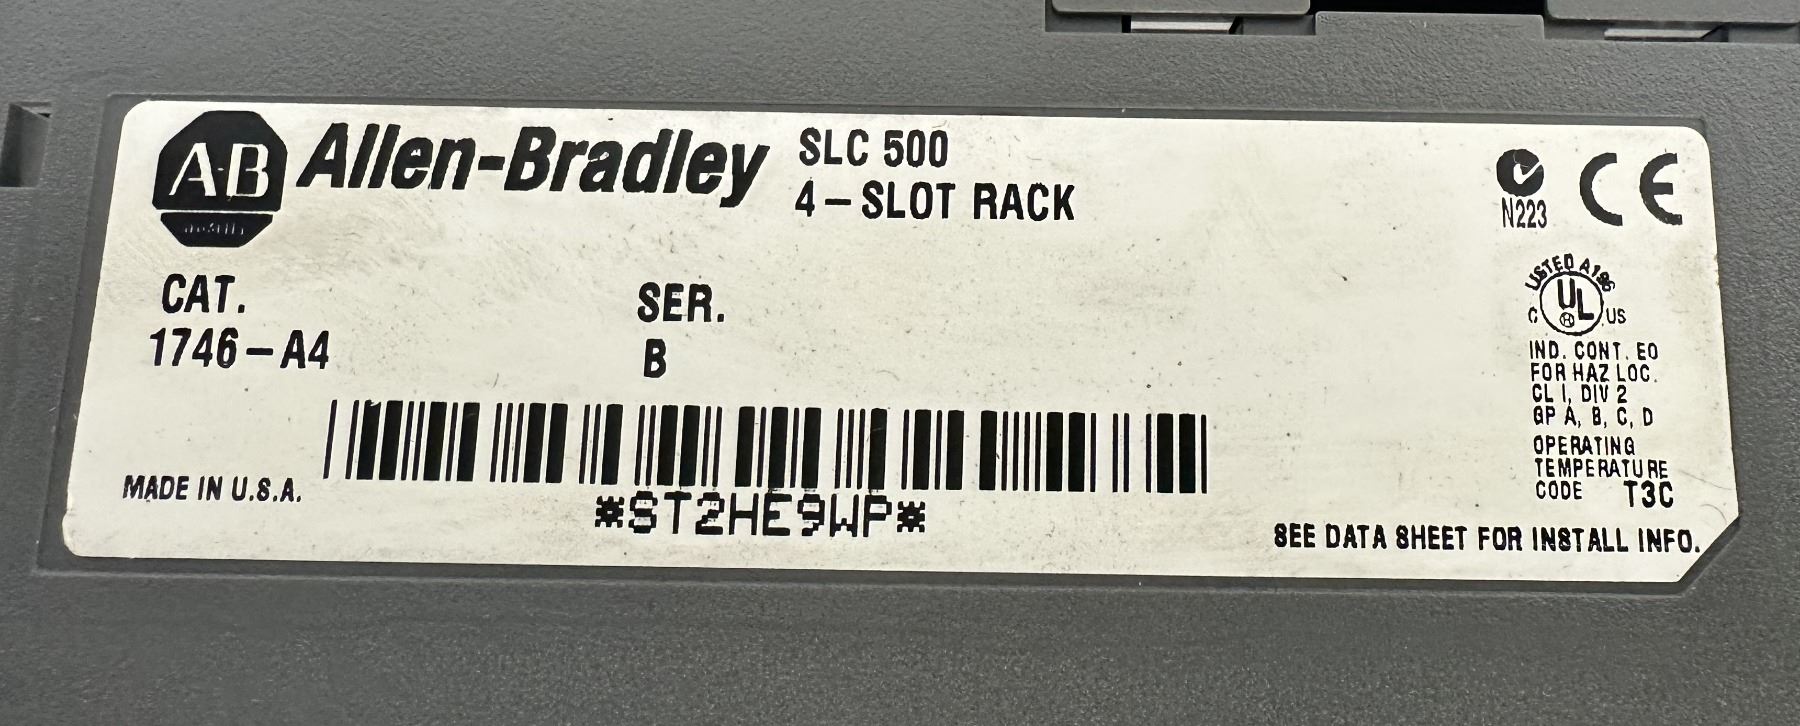 A·B
Allen-Bradley
SLC 500
4-SLOT RACK
CAT.
1746-A4
SER.
B
MADE IN U.S.A.
*ST2HE9WP*
N223
CE
LISTED A196
C UL US
IND. CONT. EQ
FOR HAZ LOC.
CL I, DIV 2
GP A, B, C, D
OPERATING
TEMPERATURE
CODE T3C
SEE DATA SHEET FOR INSTALL INFO.